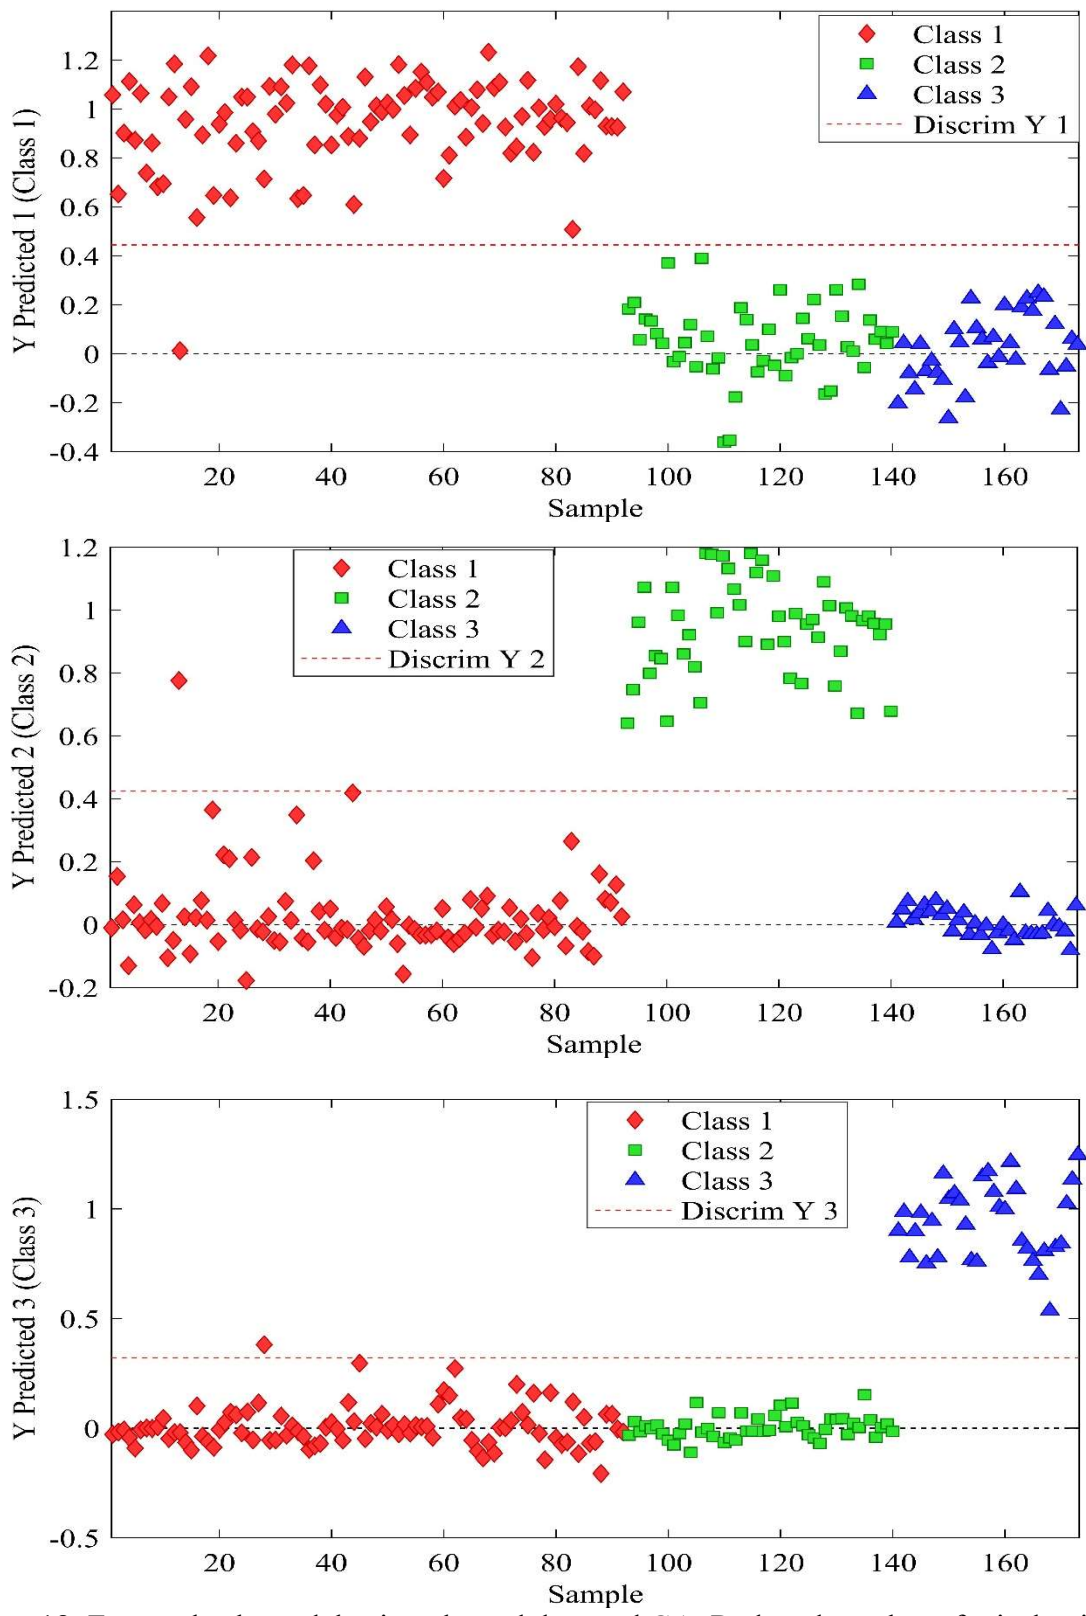 Y Predicted 1 (Class 1)
1.2
1
0.8
0.6
0.4
0.2
0
-0.2
-0.4
Class 1
Class 2
Class 3
Discrim Y 1
20 40 60 80 100 120 140 160
Sample
Y Predicted 2 (Class 2)
1.2
1
0.8
0.6
0.4
0.2
0
-0.2
Class 1
Class 2
Class 3
Discrim Y 2
20 40 60 80 100 120 140 160
Sample
Y Predicted 3 (Class 3)
1.5
1
0.5
0
-0.5
Class 1
Class 2
Class 3
Discrim Y 3
20 40 60 80 100 120 140 160
Sample